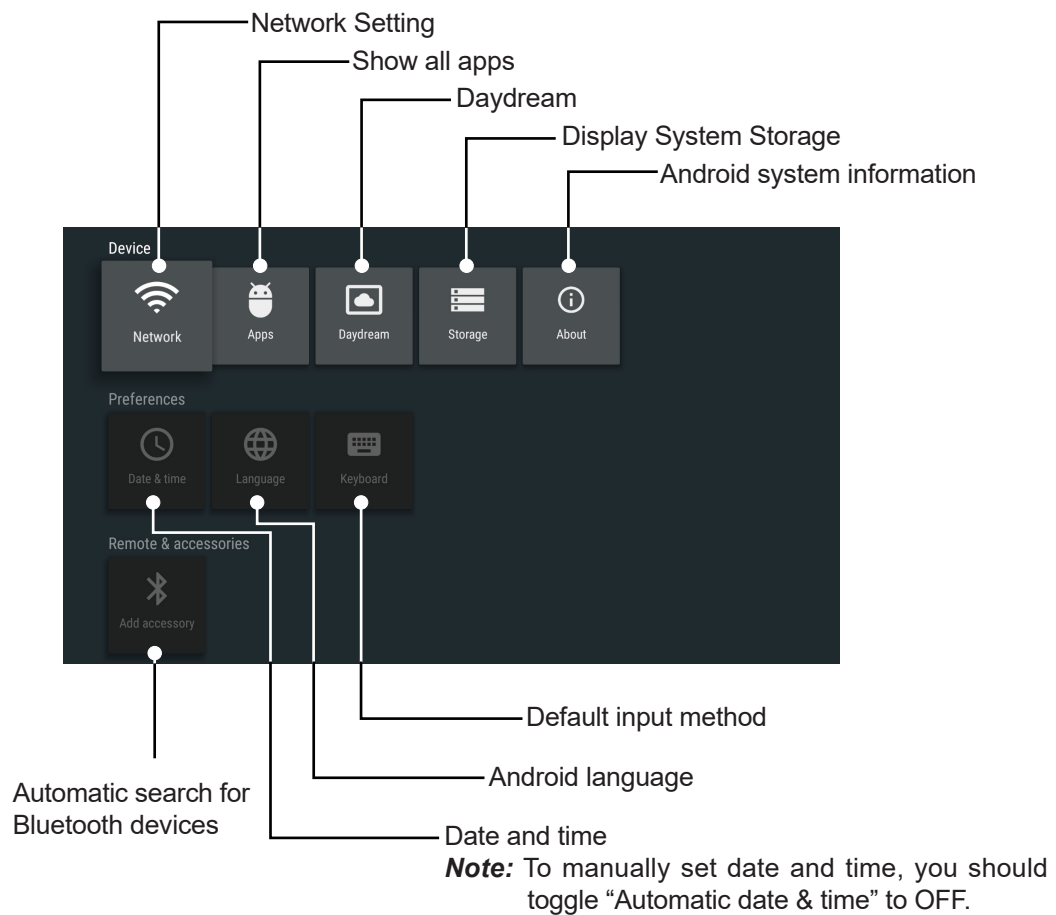 Network Setting
Show all apps
Daydream
Display System Storage
Android system information
Device
Network
Apps
Daydream
Storage
About
Preferences
Date & time
Language
Keyboard
Remote & accessories
Add accessory
Default input method
Android language
Automatic search for
Bluetooth devices
Date and time
Note: To manually set date and time, you should
toggle “Automatic date & time” to OFF.